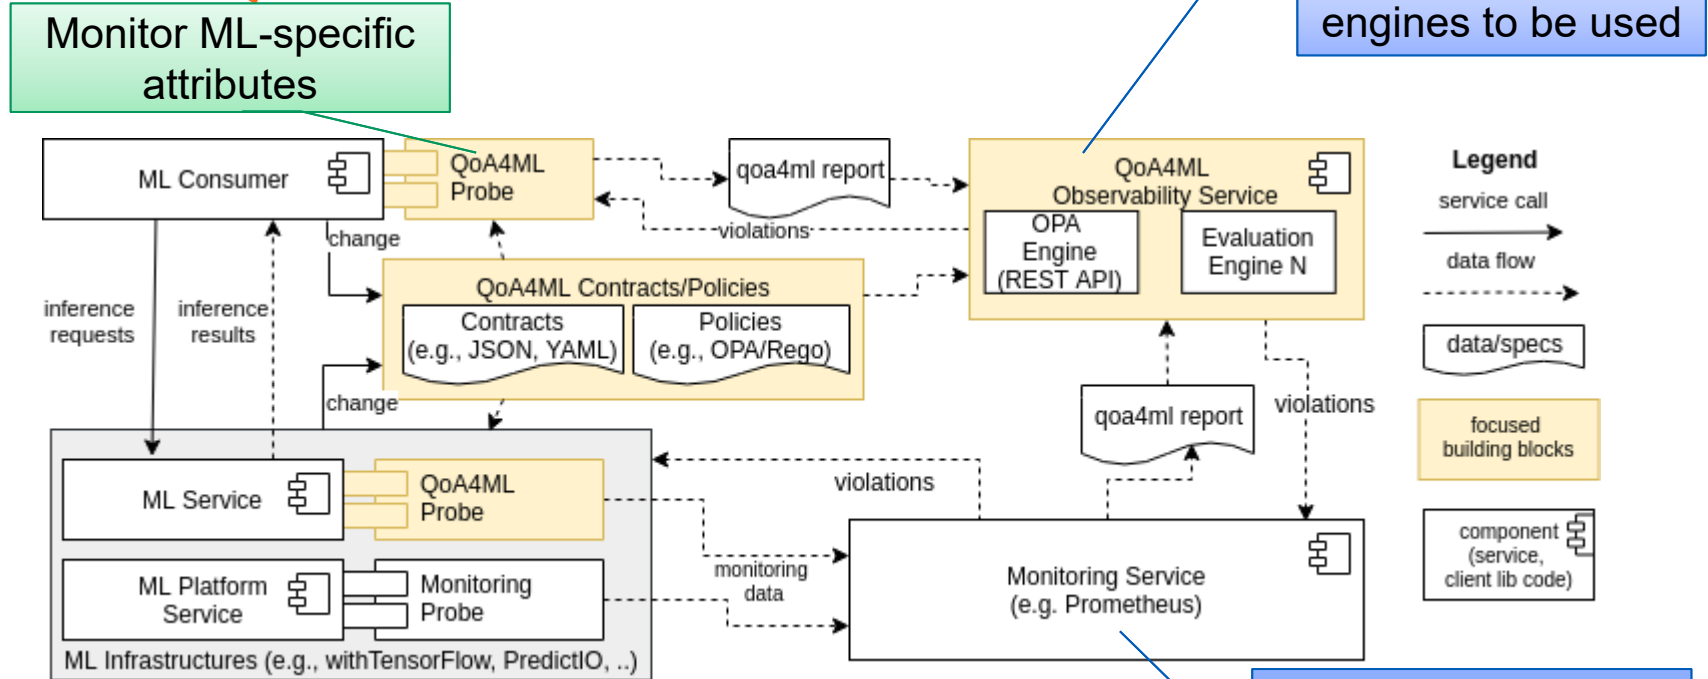 Monitor ML-specific
attributes
engines to be used
ML Consumer
QoA4ML
Probe
qoa4ml report
QoA4ML
Observability Service
OPA
Engine
(REST API)
Evaluation
Engine N
violations
change
QoA4ML Contracts/Policies
Contracts
(e.g., JSON, YAML)
Policies
(e.g., OPA/Rego)
inference
requests
inference
results
change
qoa4ml report
violations
ML Service
QoA4ML
Probe
violations
ML Platform
Service
Monitoring
Probe
monitoring
data
Monitoring Service
(e.g. Prometheus)
ML Infrastructures (e.g., withTensorFlow, PredictIO, ..)
Legend
service call
data flow
data/specs
focused
building blocks
component
(service,
client lib code)